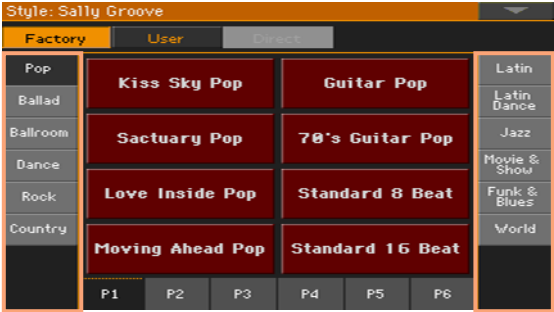 Style: Sally Groove
Factory
User
Direct
Pop
Ballad
Ballroom
Dance
Rock
Country
Kiss Sky Pop
Guitar Pop
Sactuary Pop
70's Guitar Pop
Love Inside Pop
Standard 8 Beat
Moving Ahead Pop
Standard 16 Beat
Latin
Latin
Dance
Jazz
Movie &
Show
Funk &
Blues
World
P1
P2
P3
P4
P5
P6